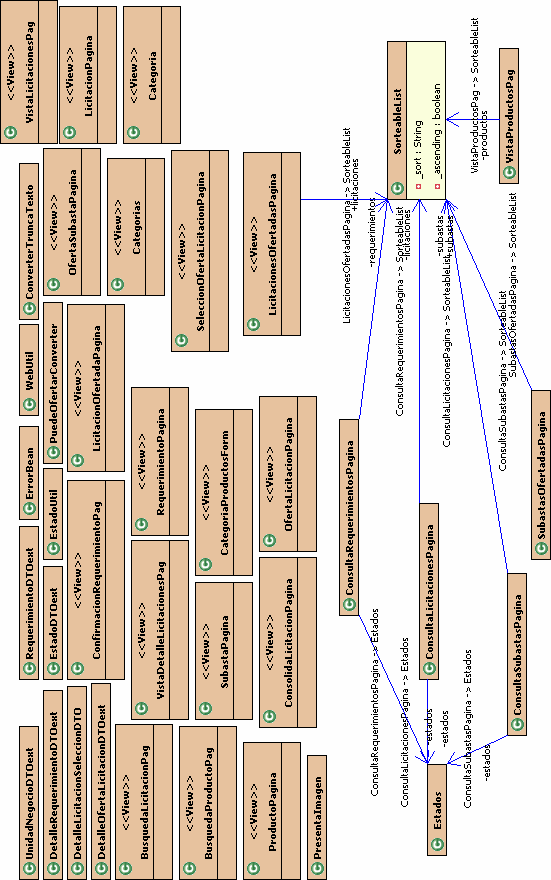 UnidadNegocioDTOext
RequerimientoDTOext
ErrorBean
WebUtil
ConverterTruncaTexto
<<View>>
VistaLicitacionesPag
<<View>>
LicitacionPagina
<<View>>
Categoria
DetalleRequerimientoDTOext
EstadoDTOext
EstadoUtil
PuedeOfertarConverter
<<View>>
OfertaSubastaPagina
DetalleLicitacionSeleccionDTO
<<View>>
ConfirmacionRequerimientoPag
<<View>>
LicitacionOfertadaPagina
<<View>>
Categorias
DetalleOfertaLicitacionDTOext
<<View>>
BusquedaLicitacionPag
<<View>>
VistaDetalleLicitacionesPag
<<View>>
RequerimientoPagina
<<View>>
SeleccionOfertaLicitacionPagina
<<View>>
BusquedaProductoPag
<<View>>
SubastaPagina
<<View>>
CategoriaProductosForm
<<View>>
LicitacionesOfertadasPagina
<<View>>
ProductoPagina
<<View>>
ConsolidaLicitacionPagina
<<View>>
OfertaLicitacionPagina
PresentaImagen
LicitacionesOfertadasPagina -> SorteableList
+licitaciones
ConsultaRequerimientosPagina
-requerimientos
SorteableList
_sort : String
_ascending : boolean
ConsultaRequerimientosPagina -> Estados
ConsultaRequerimientosPagina -> SorteableList
-licitaciones
ConsultaLicitacionesPagina -> Estados
-estados
ConsultaLicitacionesPagina
Estados
-estados
ConsultaLicitacionesPagina -> SorteableList
-subastas
+subastas
VistaProductosPag -> SorteableList
-productos
ConsultaSubastasPagina -> Estados
-estados
ConsultaSubastasPagina -> SorteableList
SubastasOfertadasPagina -> SorteableList
VistaProductosPag
ConsultaSubastasPagina
SubastasOfertadasPagina